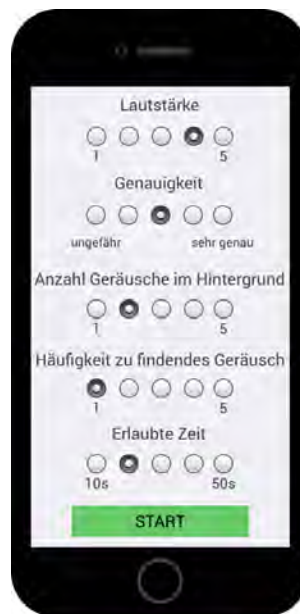 Lautstärke
1 5
Genauigkeit
ungefähr sehr genau
Anzahl Geräusche im Hintergrund
1 5
Häufigkeit zu findendes Geräusch
1 5
Erlaubte Zeit
10s 50s
START